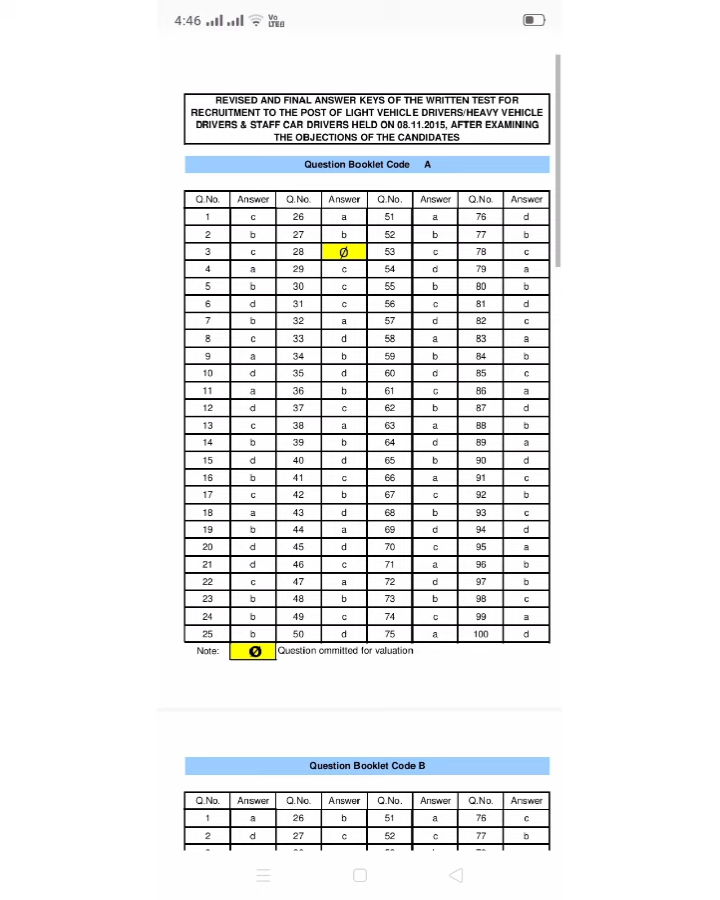 4:46 Vo LTE
REVISED AND FINAL ANSWER KEYS OF THE WRITTEN TEST FOR
RECRUITMENT TO THE POST OF LIGHT VEHICLE DRIVERS/HEAVY VEHICLE
DRIVERS & STAFF CAR DRIVERS HELD ON 08.11.2015, AFTER EXAMINING
THE OBJECTIONS OF THE CANDIDATES
Question Booklet Code A
Q.No. Answer Q.No. Answer Q.No. Answer Q.No. Answer
1 c 26 a 51 a 76 d
2 b 27 b 52 b 77 b
3 c 28 Ø 53 c 78 c
4 a 29 c 54 d 79 a
5 b 30 c 55 b 80 b
6 d 31 c 56 c 81 d
7 b 32 a 57 d 82 c
8 c 33 d 58 a 83 a
9 a 34 b 59 b 84 b
10 d 35 d 60 d 85 c
11 a 36 b 61 c 86 a
12 d 37 c 62 b 87 d
13 c 38 a 63 a 88 b
14 b 39 b 64 d 89 a
15 d 40 d 65 b 90 d
16 b 41 c 66 a 91 c
17 c 42 b 67 c 92 b
18 a 43 d 68 b 93 c
19 b 44 a 69 d 94 d
20 d 45 d 70 c 95 a
21 d 46 c 71 a 96 b
22 c 47 a 72 d 97 b
23 b 48 b 73 b 98 c
24 b 49 c 74 c 99 a
25 b 50 d 75 a 100 d
Note: Ø Question ommitted for valuation
Question Booklet Code B
Q.No. Answer Q.No. Answer Q.No. Answer Q.No. Answer
1 a 26 b 51 a 76 c
2 d 27 c 52 c 77 b